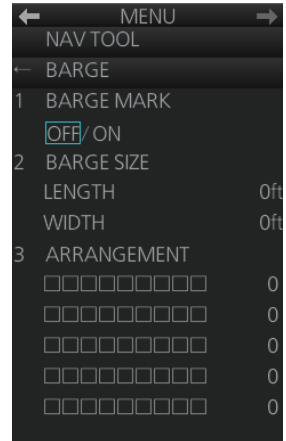 ← MENU →
NAV TOOL
← BARGE
1 BARGE MARK
OFF/ ON
2 BARGE SIZE
LENGTH 0ft
WIDTH 0ft
3 ARRANGEMENT
□□□□□□□□□ 0
□□□□□□□□□ 0
□□□□□□□□□ 0
□□□□□□□□□ 0
□□□□□□□□□ 0